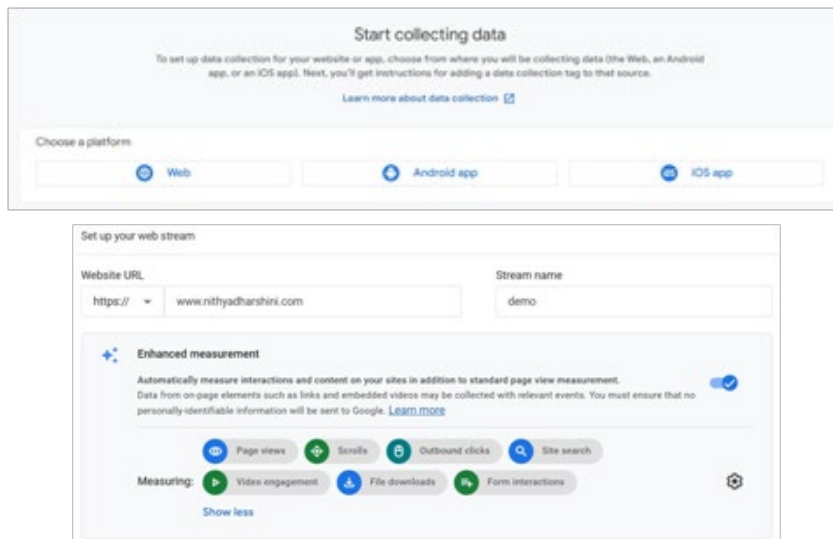 Start collecting data
To set up data collection for your website or app, choose from where you will be collecting data (the Web, an Android
app, or an iOS app). Next, you'll get instructions for adding a data collection tag to that source.
Learn more about data collection
Choose a platform
Web Android app iOS app
Set up your web stream
Website URL Stream name
https:// www.nithyadharshini.com demo
Enhanced measurement
Automatically measure interactions and content on your sites in addition to standard page view measurement.
Data from on-page elements such as links and embedded videos may be collected with relevant events. You must ensure that no
personally-identifiable information will be sent to Google. Learn more
Page views Scrolls Outbound clicks Site search
Measuring: Video engagement File downloads Form interactions
Show less